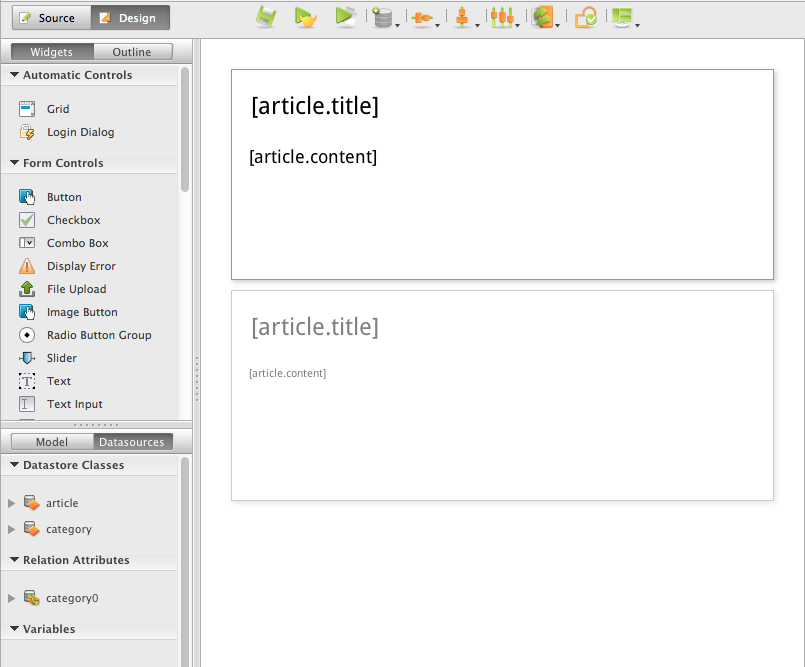 Source Design
Widgets Outline
Automatic Controls
Grid
Login Dialog
Form Controls
Button
Checkbox
Combo Box
Display Error
File Upload
Image Button
Radio Button Group
Slider
Text
Text Input
Model Datasources
Datastore Classes
article
category
Relation Attributes
category0
Variables
[article.title]
[article.content]
[article.title]
[article.content]